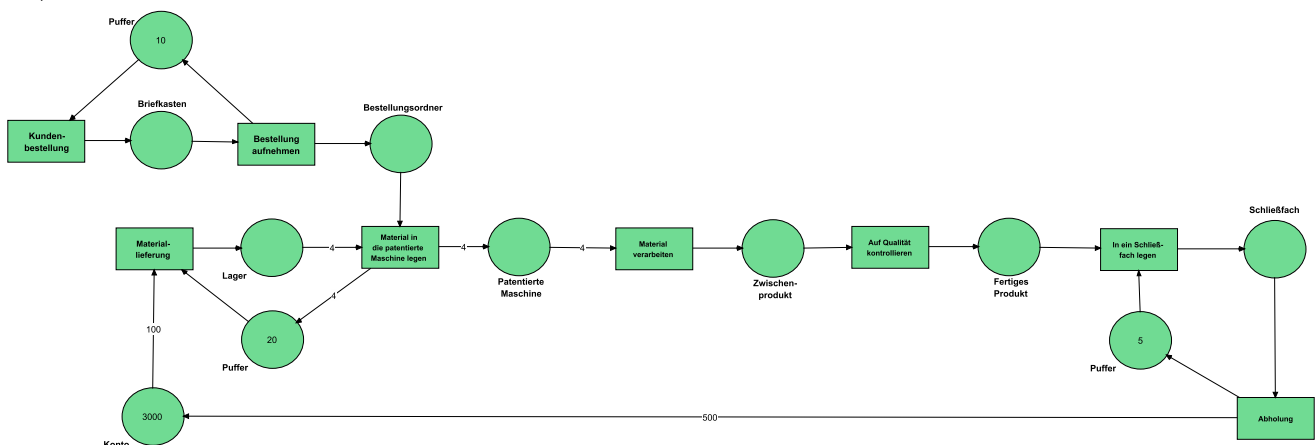 Puffer
10
Briefkasten
Bestellungsordner
Kunden-
bestellung
Bestellung
aufnehmen
Schließfach
Material-
lieferung
4
Material in
die patentierte
Maschine legen
4
4
Material
verarbeiten
Auf Qualität
kontrollieren
In ein Schließ-
fach legen
Lager
Patentierte
Maschine
Zwischen-
produkt
Fertiges
Produkt
4
100
20
Puffer
5
Puffer
3000
Konto
500
Abholung